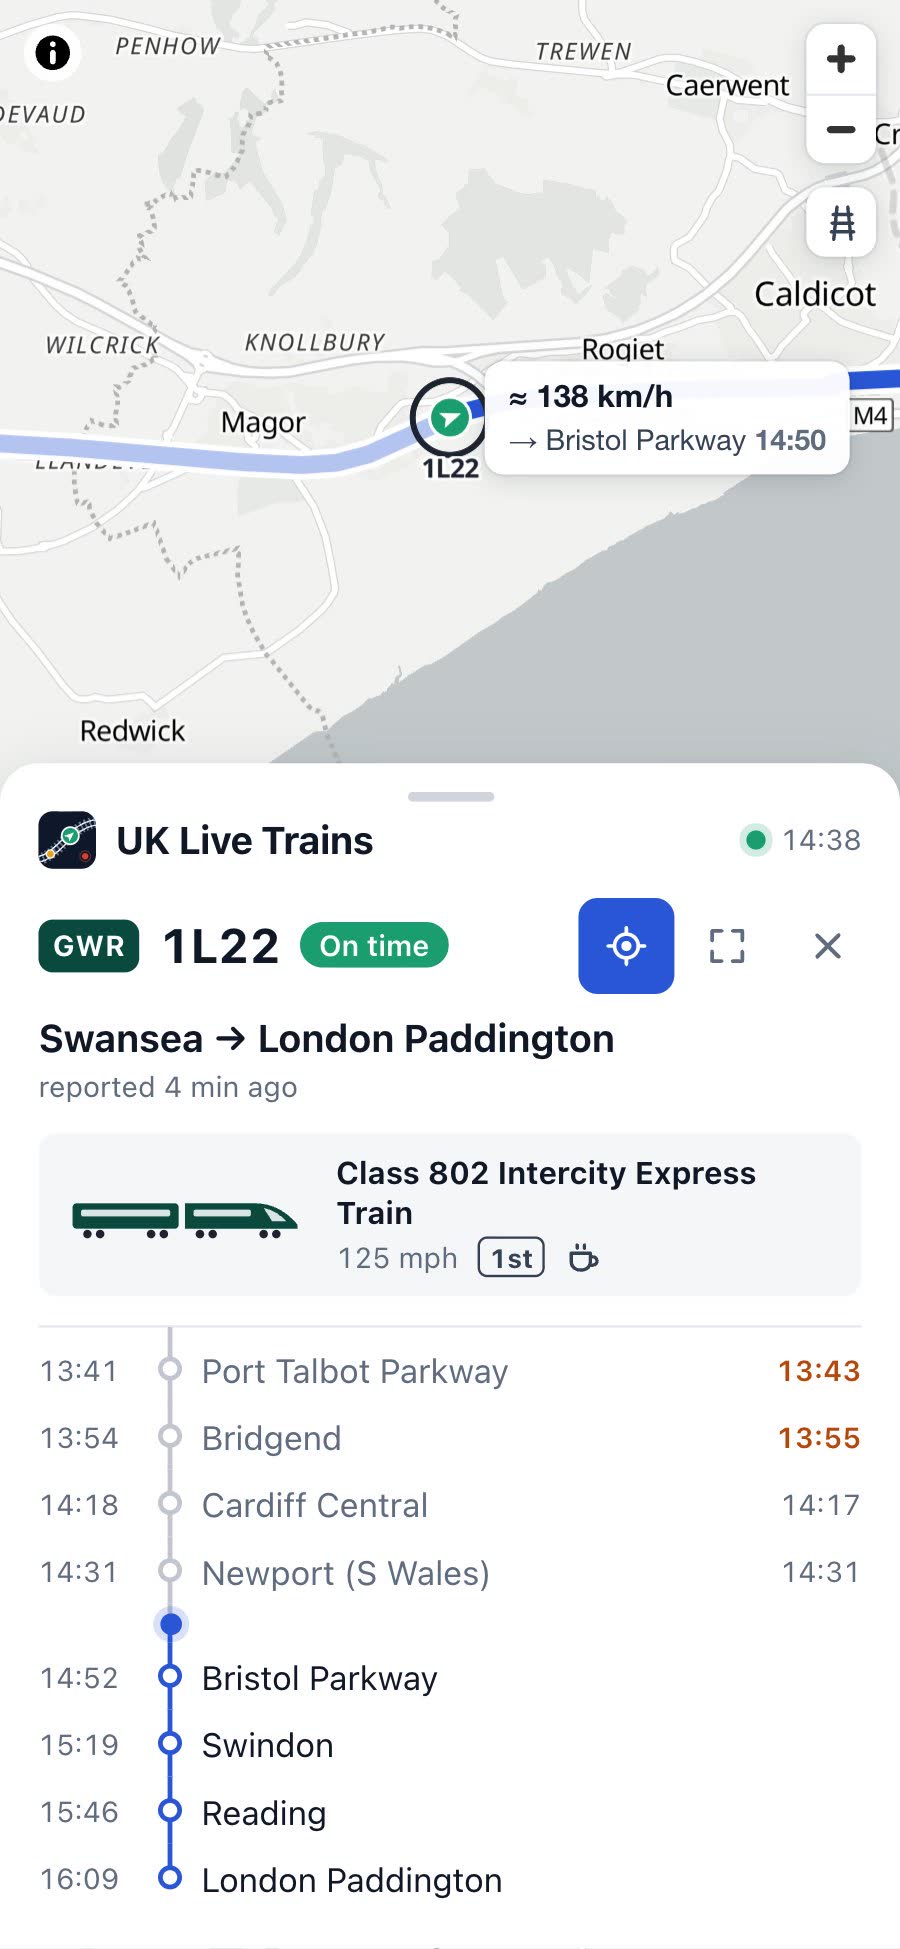 PENHOW
TREWEN
Caerwent
DEVAUD
Cr
Caldicot
WILCRICK
KNOLLBURY
Rogiet
≈ 138 km/h
→ Bristol Parkway 14:50
M4
Magor
1L22
Redwick
UK Live Trains
14:38
GWR 1L22 On time
Swansea → London Paddington
reported 4 min ago
Class 802 Intercity Express
Train
125 mph 1st
13:41 Port Talbot Parkway 13:43
13:54 Bridgend 13:55
14:18 Cardiff Central 14:17
14:31 Newport (S Wales) 14:31
14:52 Bristol Parkway
15:19 Swindon
15:46 Reading
16:09 London Paddington